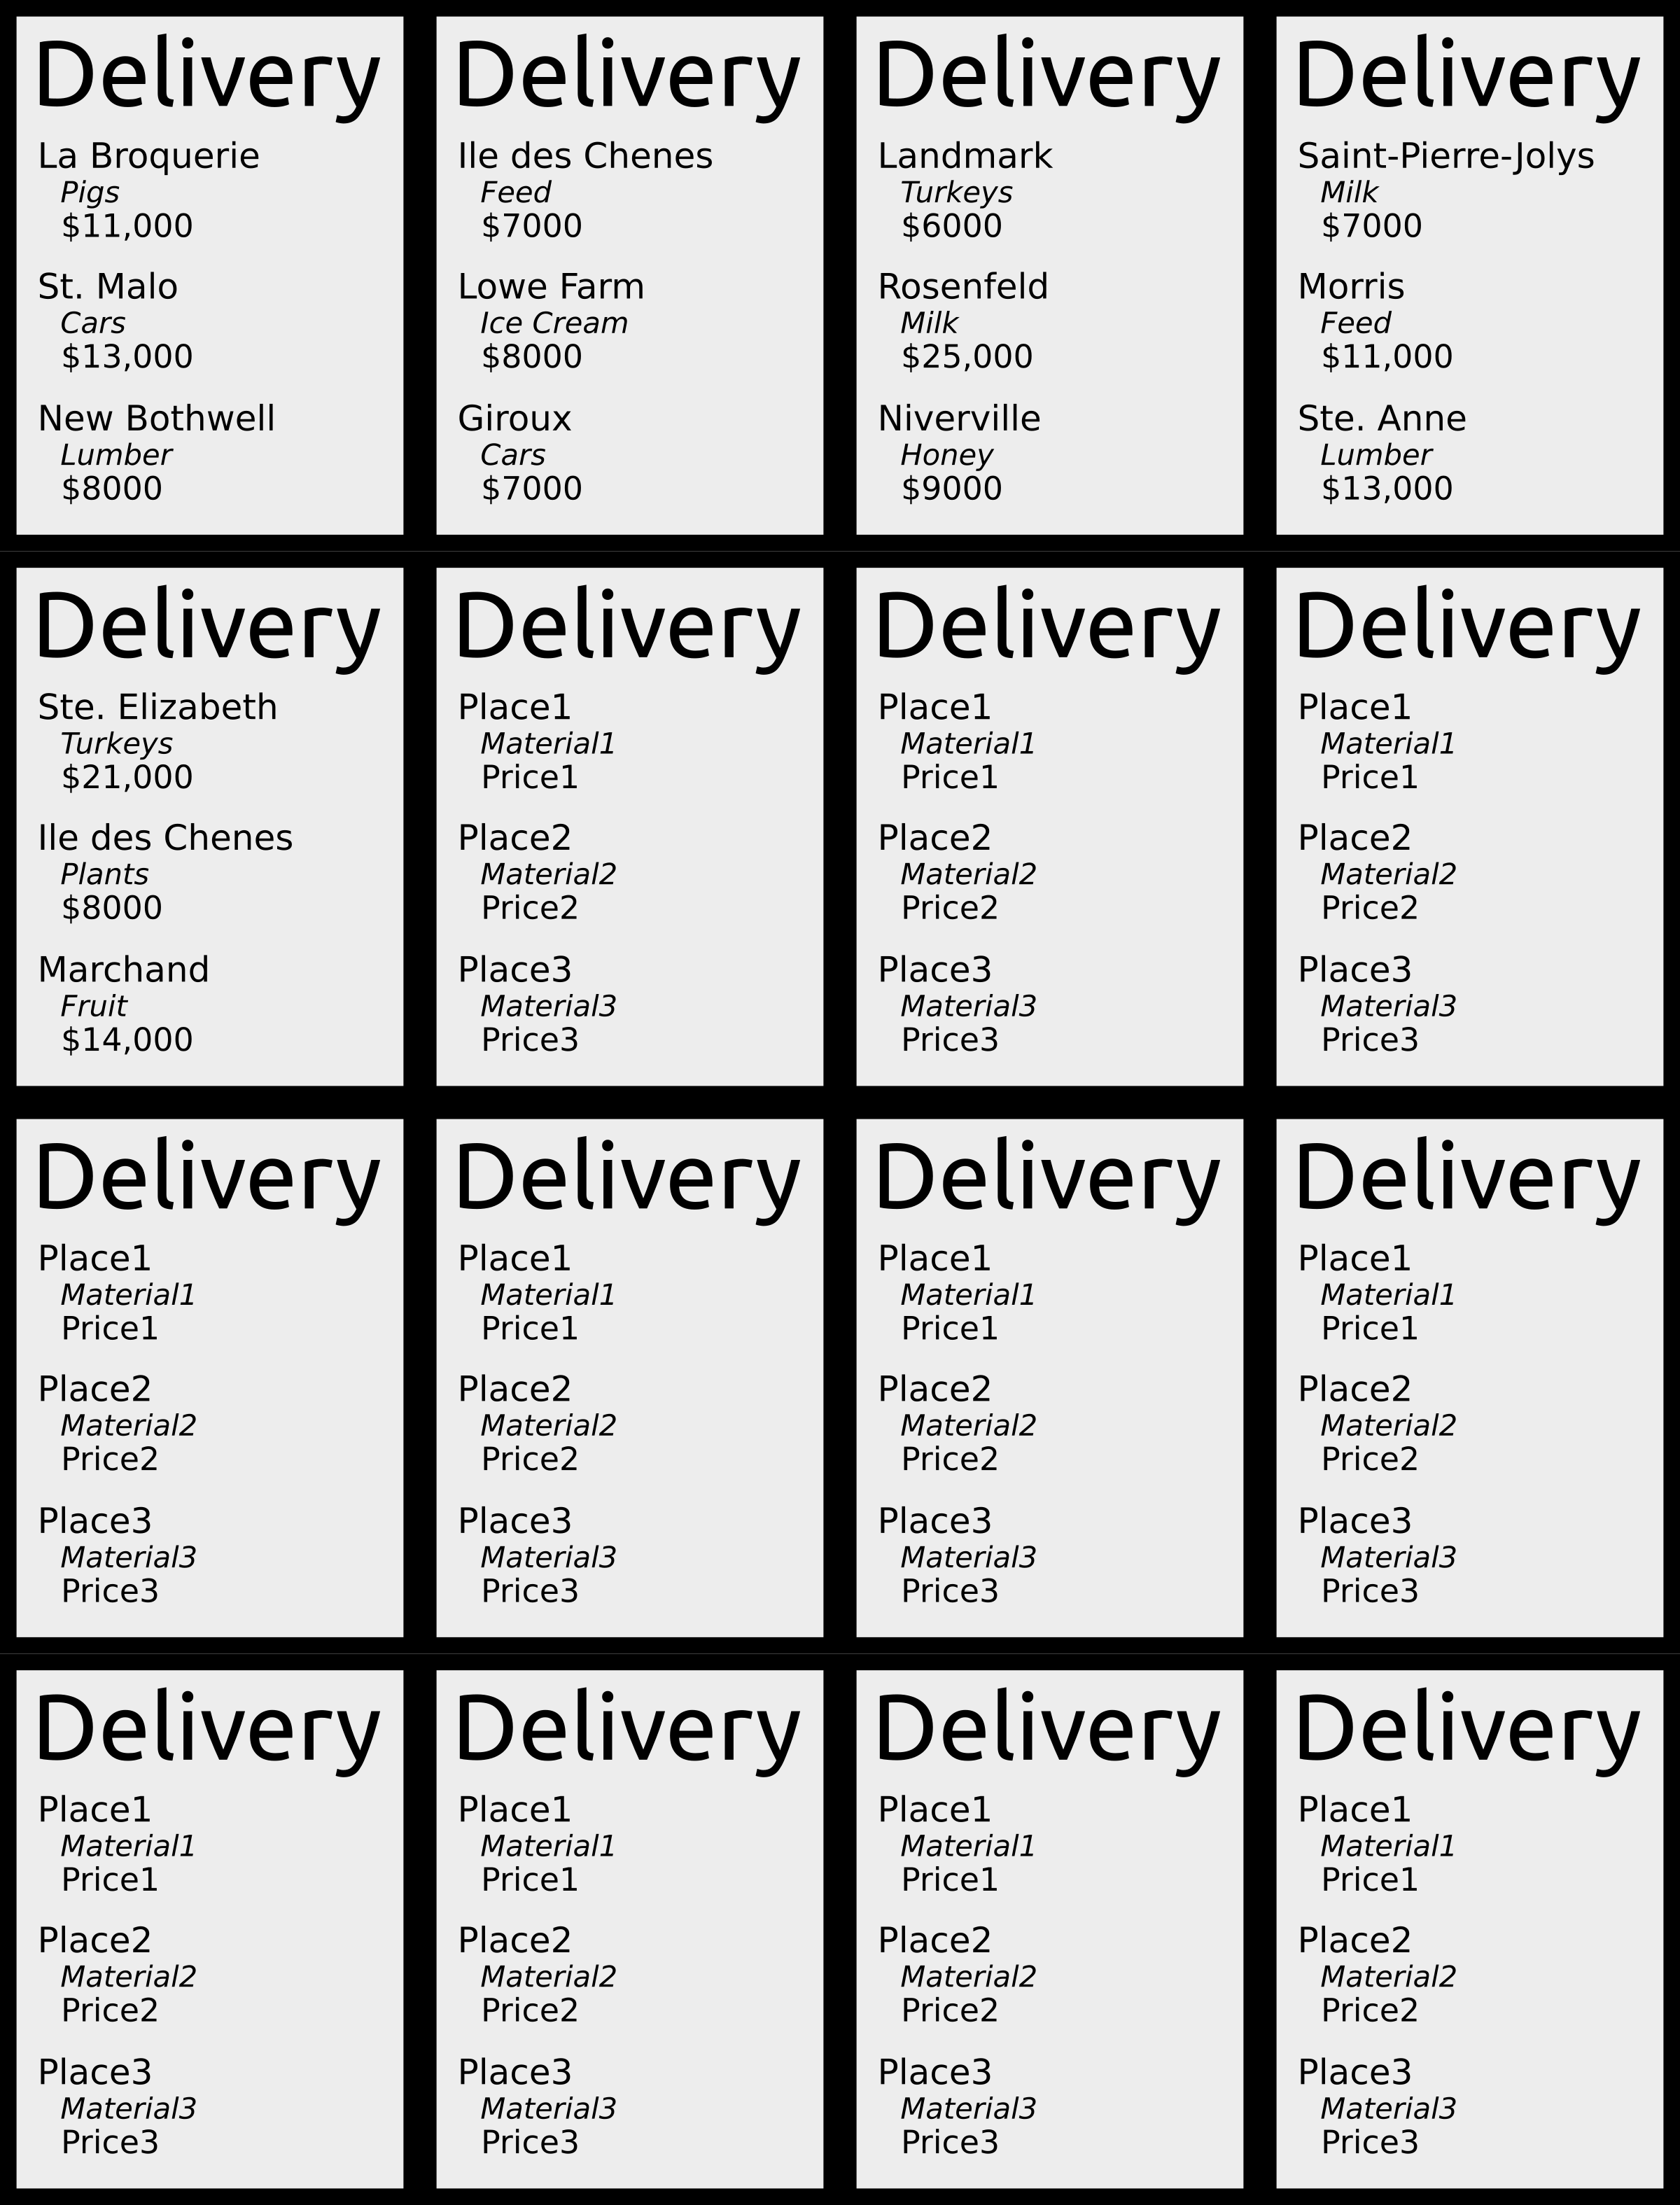 Delivery
La Broquerie
Pigs
$11,000
St. Malo
Cars
$13,000
New Bothwell
Lumber
$8000
Delivery
Ile des Chenes
Feed
$7000
Lowe Farm
Ice Cream
$8000
Giroux
Cars
$7000
Delivery
Landmark
Turkeys
$6000
Rosenfeld
Milk
$25,000
Niverville
Honey
$9000
Delivery
Saint-Pierre-Jolys
Milk
$7000
Morris
Feed
$11,000
Ste. Anne
Lumber
$13,000
Delivery
Ste. Elizabeth
Turkeys
$21,000
Ile des Chenes
Plants
$8000
Marchand
Fruit
$14,000
Delivery
Place1
Material1
Price1
Place2
Material2
Price2
Place3
Material3
Price3
Delivery
Place1
Material1
Price1
Place2
Material2
Price2
Place3
Material3
Price3
Delivery
Place1
Material1
Price1
Place2
Material2
Price2
Place3
Material3
Price3
Delivery
Place1
Material1
Price1
Place2
Material2
Price2
Place3
Material3
Price3
Delivery
Place1
Material1
Price1
Place2
Material2
Price2
Place3
Material3
Price3
Delivery
Place1
Material1
Price1
Place2
Material2
Price2
Place3
Material3
Price3
Delivery
Place1
Material1
Price1
Place2
Material2
Price2
Place3
Material3
Price3
Delivery
Place1
Material1
Price1
Place2
Material2
Price2
Place3
Material3
Price3
Delivery
Place1
Material1
Price1
Place2
Material2
Price2
Place3
Material3
Price3
Delivery
Place1
Material1
Price1
Place2
Material2
Price2
Place3
Material3
Price3
Delivery
Place1
Material1
Price1
Place2
Material2
Price2
Place3
Material3
Price3